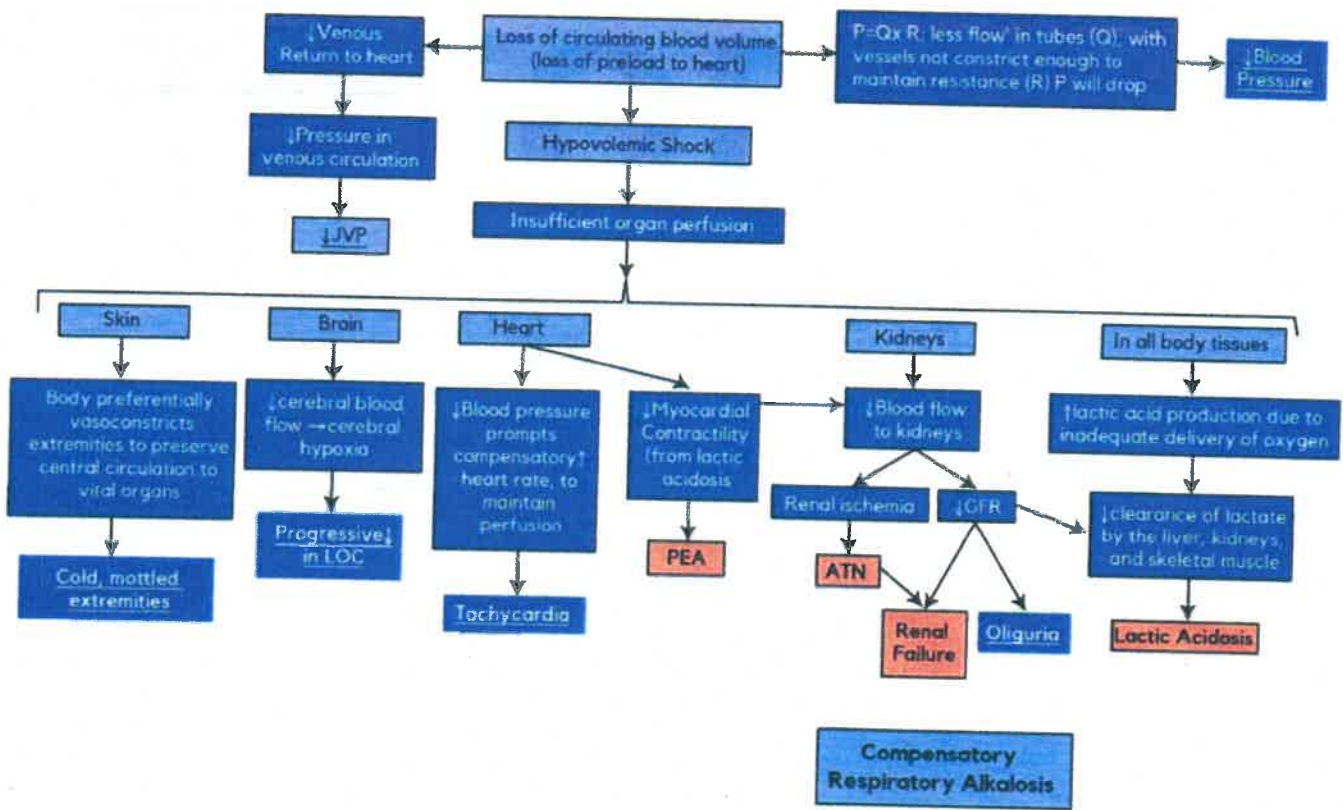 ↓Venous
Return to heart
Loss of circulating blood volume
(loss of preload to heart)
P=Qx R; less flow' in tubes (Q), with
vessels not constrict enough to
maintain resistance (R) P will drop
↓Blood
Pressure
↓Pressure in
venous circulation
Hypovolemic Shock
↓JVP
Insufficient organ perfusion
Skin
Brain
Heart
Kidneys
In all body tissues
Body preferentially
vasoconstricts
extremities to preserve
central circulation to
vital organs
↓cerebral blood
flow →cerebral
hypoxia
↓Blood pressure
prompts
compensatory↑
heart rate, to
maintain
perfusion
↓Myocardial
Contractility
(from lactic
acidosis
↓Blood flow
to kidneys
↑lactic acid production due to
inadequate delivery of oxygen
Renal ischemia
↓GFR
↓clearance of lactate
by the liver, kidneys,
and skeletal muscle
Cold, mottled
extremities
Progressive↓
in LOC
Tachycardia
PEA
ATN
Renal
Failure
Oliguria
Lactic Acidosis
Compensatory
Respiratory Alkalosis